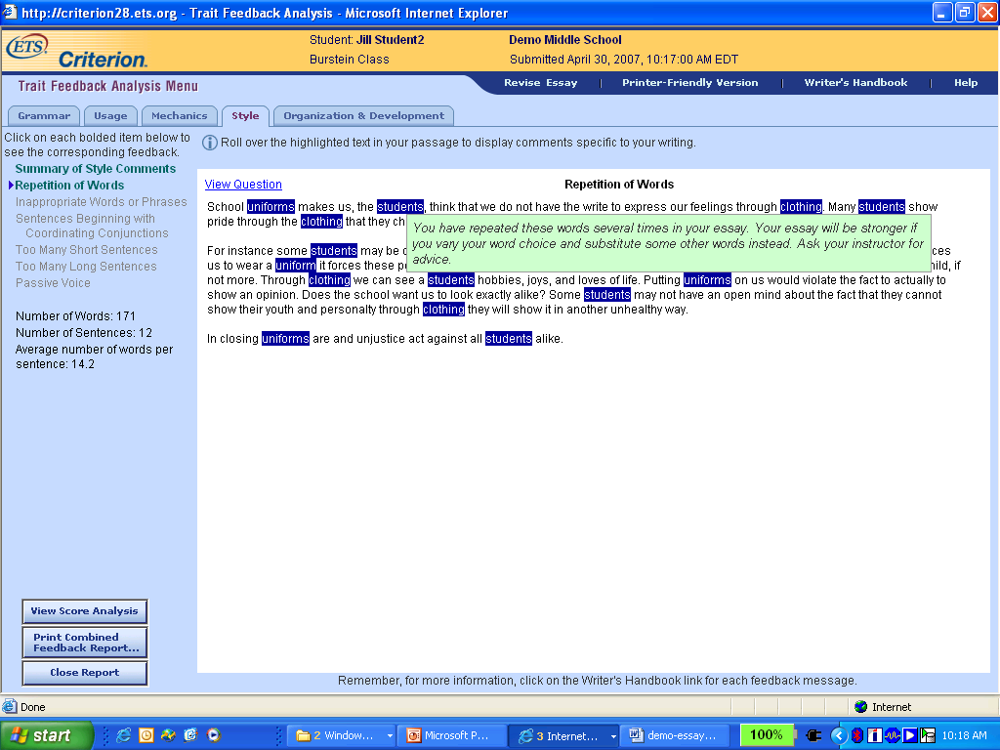 http://criterion28.ets.org - Trait Feedback Analysis - Microsoft Internet Explorer
ETS Criterion.
Student: Jill Student2
Demo Middle School
Burstein Class
Submitted April 30, 2007, 10:17:00 AM EDT
Trait Feedback Analysis Menu
Revise Essay | Printer-Friendly Version | Writer's Handbook | Help
Grammar
Usage
Mechanics
Style
Organization & Development
Click on each bolded item below to
see the corresponding feedback.
Summary of Style Comments
Repetition of Words
Inappropriate Words or Phrases
Sentences Beginning with
Coordinating Conjunctions
Too Many Short Sentences
Too Many Long Sentences
Passive Voice
Number of Words: 171
Number of Sentences: 12
Average number of words per
sentence: 14.2
View Score Analysis
Print Combined
Feedback Report...
Close Report
Roll over the highlighted text in your passage to display comments specific to your writing.
View Question
Repetition of Words
School uniforms makes us, the students, think that we do not have the write to express our feelings through clothing. Many students show
pride through the clothing that they ch
You have repeated these words several times in your essay. Your essay will be stronger if
you vary your word choice and substitute some other words instead. Ask your instructor for
advice.
For instance some students may be ces
us to wear a uniform it forces these p hild, if
not more. Through clothing we can see a students hobbies, joys, and loves of life. Putting uniforms on us would violate the fact to actually to
show an opinion. Does the school want us to look exactly alike? Some students may not have an open mind about the fact that they cannot
show their youth and personalty through clothing they will show it in another unhealthy way.
In closing uniforms are and unjustice act against all students alike.
Remember, for more information, click on the Writer's Handbook link for each feedback message.
Done
Internet
start
2 Window...
Microsoft P...
3 Internet...
demo-essay...
100%
10:18 AM